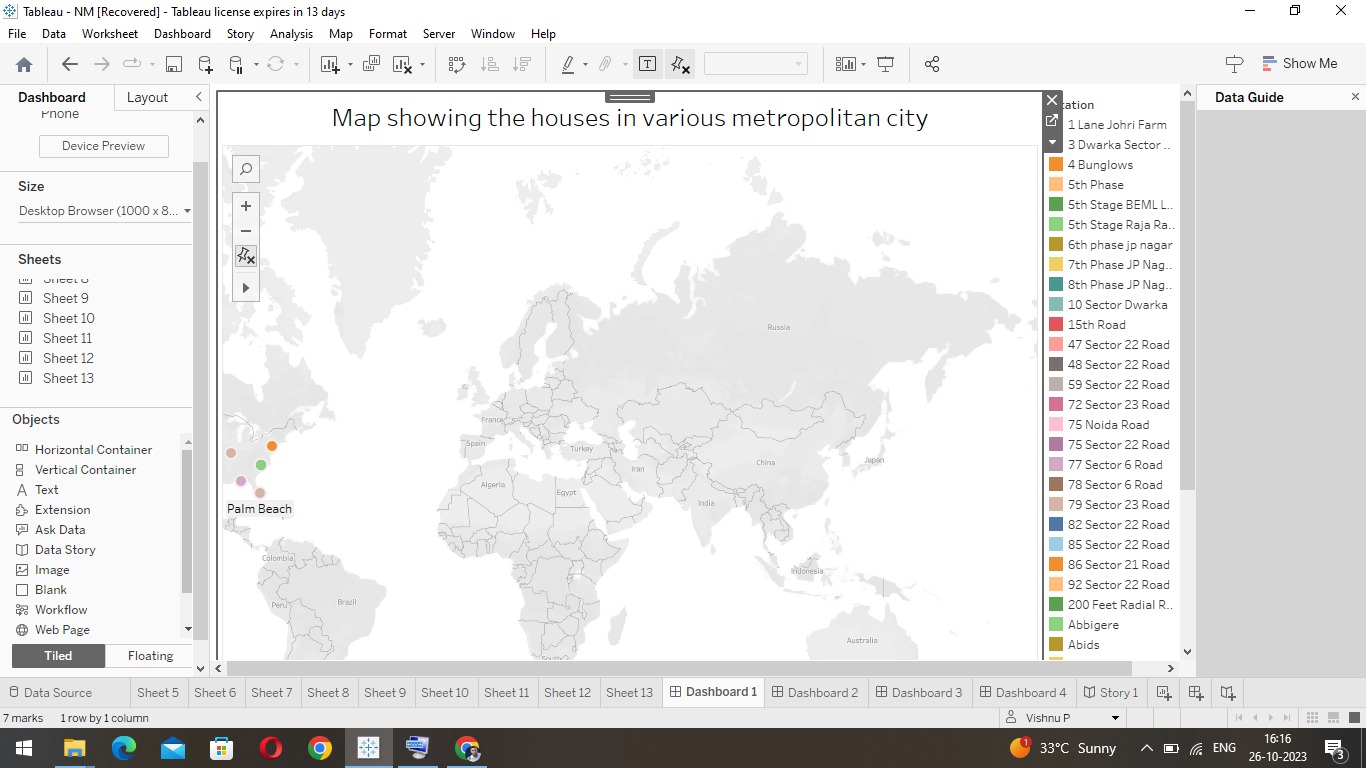 Tableau - NM [Recovered] - Tableau license expires in 13 days
File Data Worksheet Dashboard Story Analysis Map Format Server Window Help
Show Me
Dashboard Layout
Phone
Device Preview
Size
Desktop Browser (1000 x 8...
Sheets
Sheet 8
Sheet 9
Sheet 10
Sheet 11
Sheet 12
Sheet 13
Objects
Horizontal Container
Vertical Container
Text
Extension
Ask Data
Data Story
Image
Blank
Workflow
Web Page
Tiled Floating
Map showing the houses in various metropolitan city
Russia
France
Spain
Turkey
China
Japan
Iran
Algeria
Egypt
India
Palm Beach
Colombia
Indonesia
Peru
Brazil
Australia
South
cation
1 Lane Johri Farm
3 Dwarka Sector ..
4 Bunglows
5th Phase
5th Stage BEML L..
5th Stage Raja Ra..
6th phase jp nagar
7th Phase JP Nag..
8th Phase JP Nag..
10 Sector Dwarka
15th Road
47 Sector 22 Road
48 Sector 22 Road
59 Sector 22 Road
72 Sector 23 Road
75 Noida Road
75 Sector 22 Road
77 Sector 6 Road
78 Sector 6 Road
79 Sector 23 Road
82 Sector 22 Road
85 Sector 22 Road
86 Sector 21 Road
92 Sector 22 Road
200 Feet Radial R..
Abbigere
Abids
Data Guide
Data Source Sheet 5 Sheet 6 Sheet 7 Sheet 8 Sheet 9 Sheet 10 Sheet 11 Sheet 12 Sheet 13 Dashboard 1 Dashboard 2 Dashboard 3 Dashboard 4 Story 1
7 marks 1 row by 1 column Vishnu P
1 33°C Sunny ENG 16:16
26-10-2023 3